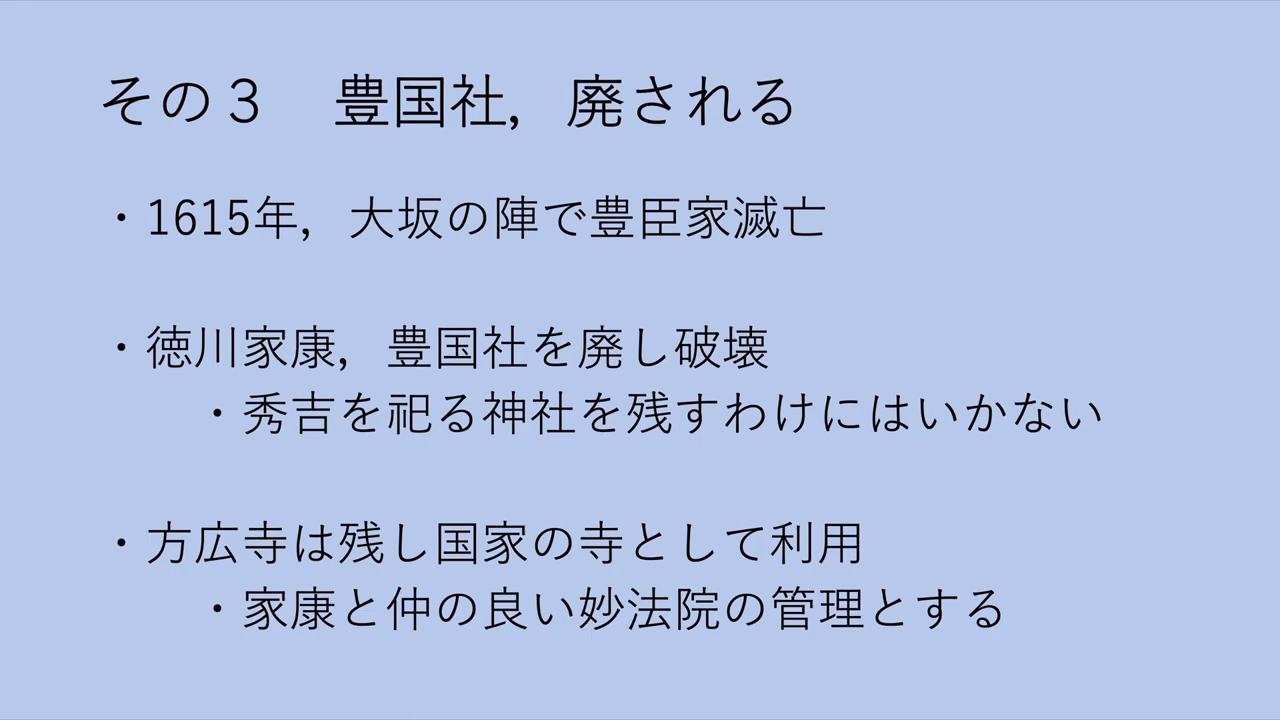 その３　豊国社，廃される
・1615年，大坂の陣で豊臣家滅亡
・徳川家康，豊国社を廃し破壊
・秀吉を祀る神社を残すわけにはいかない
・方広寺は残し国家の寺として利用
・家康と仲の良い妙法院の管理とする